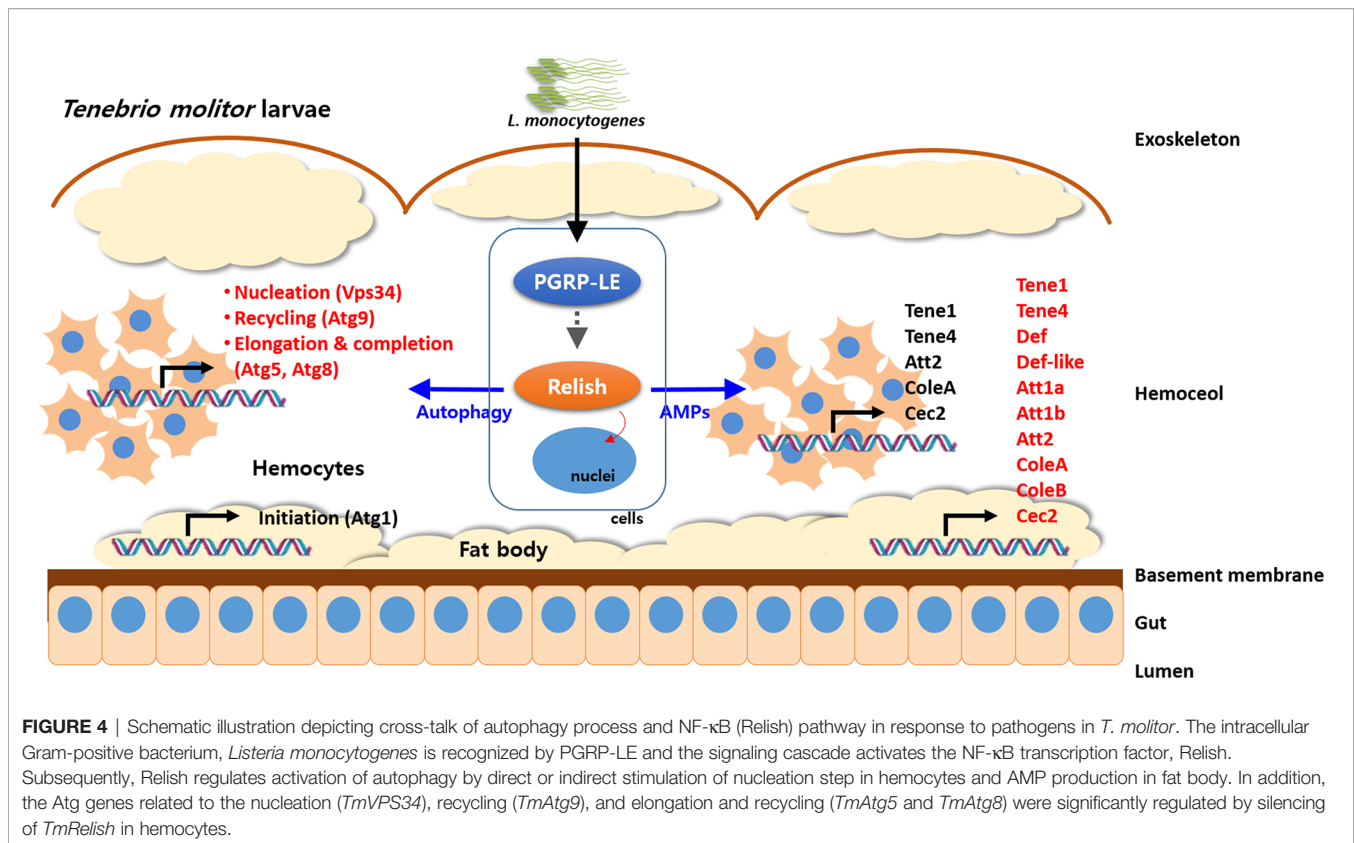 Tenebrio molitor larvae
L. monocytogenes
Exoskeleton
PGRP-LE
• Nucleation (Vps34)
• Recycling (Atg9)
• Elongation & completion
(Atg5, Atg8)
Relish
Autophagy
AMPs
nuclei
cells
Tene1
Tene4
Att2
ColeA
Cec2
Tene1
Tene4
Def
Def-like
Att1a
Att1b
Att2
ColeA
ColeB
Cec2
Hemoceol
Hemocytes
Initiation (Atg1)
Fat body
Basement membrane
Gut
Lumen
FIGURE 4 | Schematic illustration depicting cross-talk of autophagy process and NF-κB (Relish) pathway in response to pathogens in T. molitor. The intracellular
Gram-positive bacterium, Listeria monocytogenes is recognized by PGRP-LE and the signaling cascade activates the NF-κB transcription factor, Relish.
Subsequently, Relish regulates activation of autophagy by direct or indirect stimulation of nucleation step in hemocytes and AMP production in fat body. In addition,
the Atg genes related to the nucleation (TmVPS34), recycling (TmAtg9), and elongation and recycling (TmAtg5 and TmAtg8) were significantly regulated by silencing
of TmRelish in hemocytes.